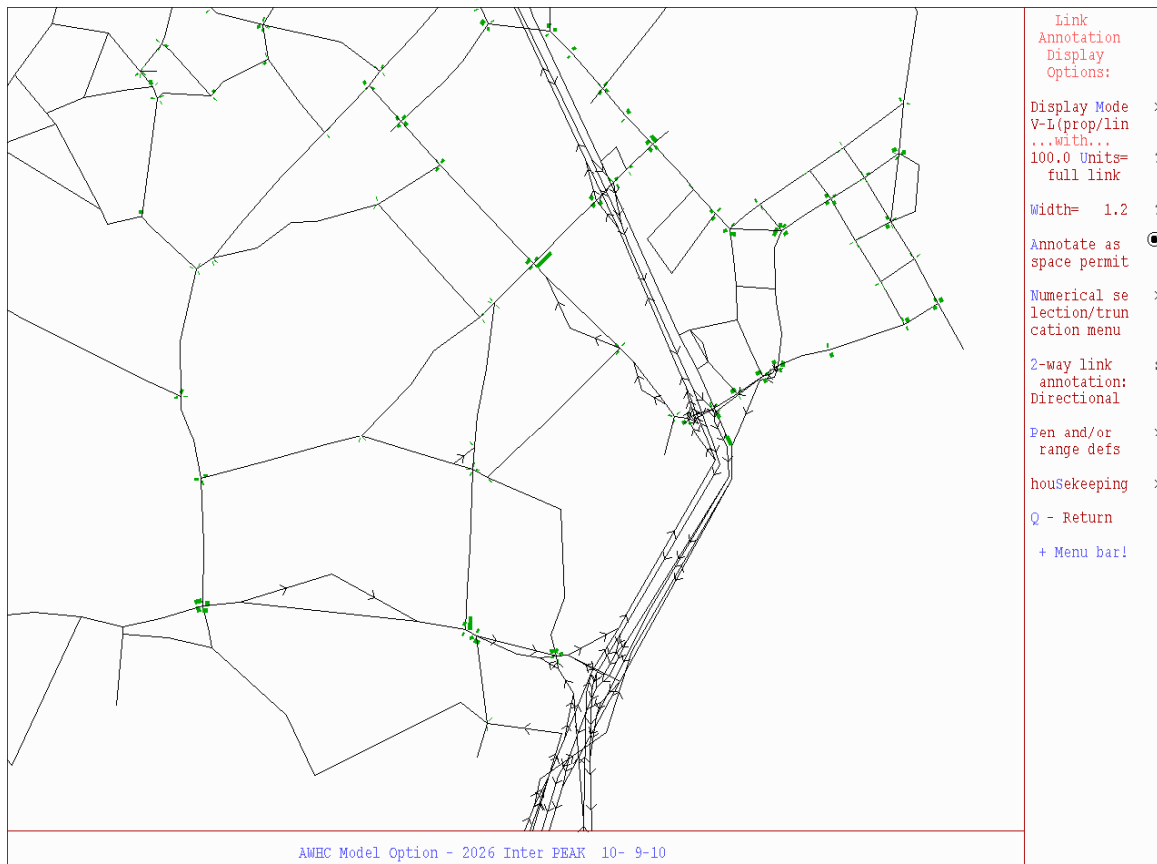 Link
Annotation
Display
Options:
Display Mode
V-L(prop/lin
...with...
100.0 Units=
full link
Width= 1.2
Annotate as
space permit
Numerical se
lection/trun
cation menu
2-way link
annotation:
Directional
Pen and/or
range defs
houSekeeping
Q - Return
+ Menu bar!
AWHC Model Option - 2026 Inter PEAK 10- 9-10